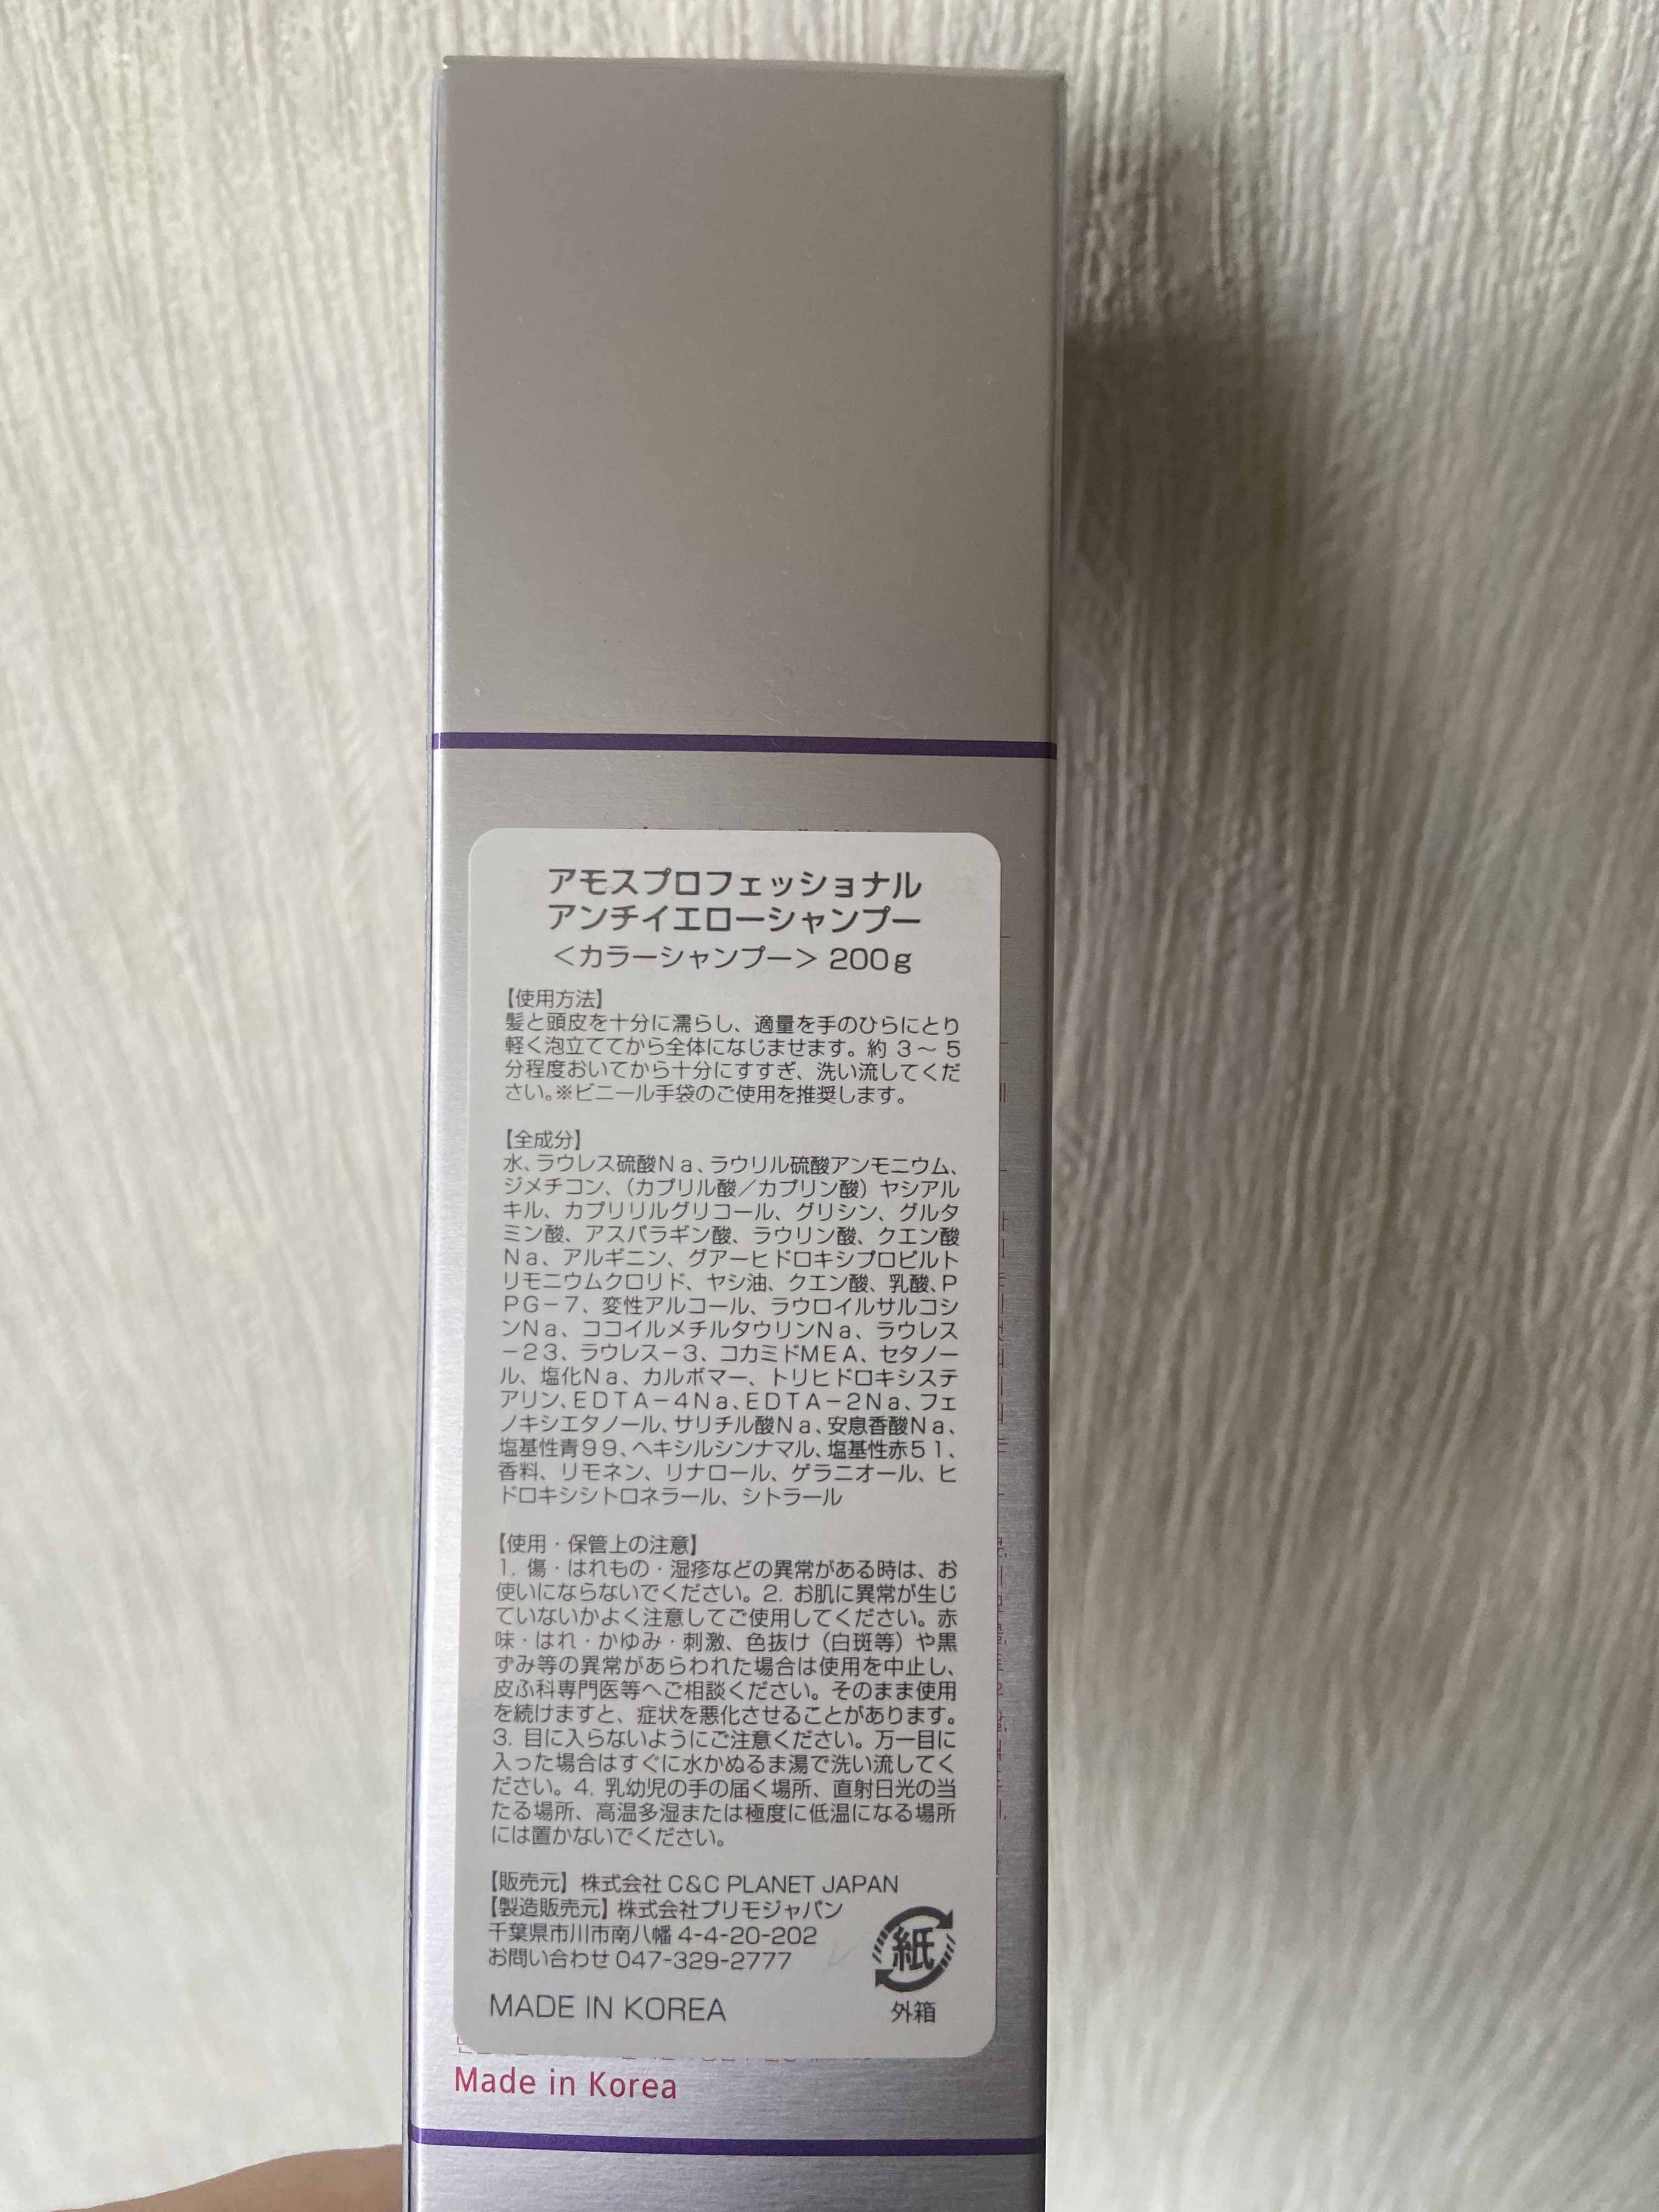 アモスプロフェッショナル
アンチイエローシャンプー
＜カラーシャンプー＞ 200g
【使用方法】
髪と頭皮を十分に濡らし、適量を手のひらにとり
軽く泡立ててから全体になじませます。約 3～ 5
分程度おいてから十分にすすぎ、洗い流してくだ
さい。※ビニール手袋のご使用を推奨します。
【全成分】
水、ラウレス硫酸Ｎａ、ラウリル硫酸アンモニウム、
ジメチコン、（カプリル酸／カプリン酸）ヤシアル
キル、カプリリルグリコール、グリシン、グルタ
ミン酸、アスパラギン酸、ラウリン酸、クエン酸
Ｎａ、アルギニン、グアーヒドロキシプロピルト
リモニウムクロリド、ヤシ油、クエン酸、乳酸、Ｐ
ＰＧ－７、変性アルコール、ラウロイルサルコシ
ンＮａ、ココイルメチルタウリンＮａ、ラウレス
－２３、ラウレス－３、コカミドＭＥＡ、セタノー
ル、塩化Ｎａ、カルボマー、トリヒドロキシステ
アリン、ＥＤＴＡ－４Ｎａ、ＥＤＴＡ－２Ｎａ、フェ
ノキシエタノール、サリチル酸Ｎａ、安息香酸Ｎａ、
塩基性青９９、ヘキシルシンナマル、塩基性赤５１、
香料、リモネン、リナロール、ゲラニオール、ヒ
ドロキシシトロネラール、シトラール
【使用・保管上の注意】
1. 傷・はれもの・湿疹などの異常がある時は、お
使いにならないでください。2. お肌に異常が生じ
ていないかよく注意してご使用してください。赤
味・はれ・かゆみ・刺激、色抜け（白斑等）や黒
ずみ等の異常があらわれた場合は使用を中止し、
皮ふ科専門医等へご相談ください。そのまま使用
を続けますと、症状を悪化させることがあります。
3. 目に入らないようにご注意ください。万一目に
入った場合はすぐに水かぬるま湯で洗い流してく
ださい。4. 乳幼児の手の届く場所、直射日光の当
たる場所、高温多湿または極度に低温になる場所
には置かないでください。
【販売元】株式会社 C&C PLANET JAPAN
【製造販売元】株式会社プリモジャパン
千葉県市川市南八幡 4-4-20-202
お問い合わせ 047-329-2777
紙
外箱
MADE IN KOREA
Made in Korea